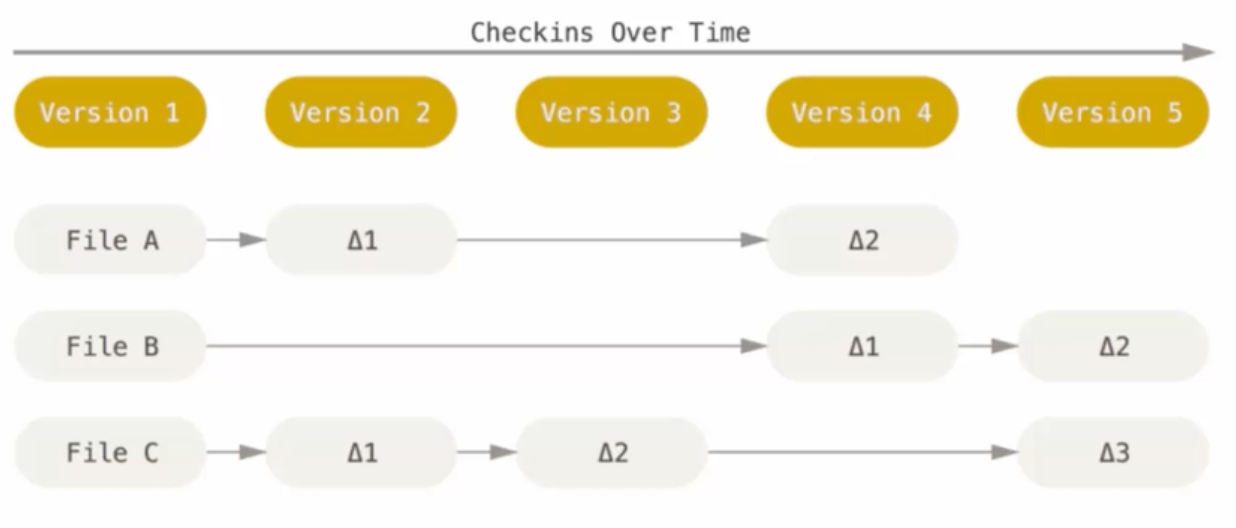 Checkins Over Time
Version 1 Version 2 Version 3 Version 4 Version 5
File A Δ1 Δ2
File B Δ1 Δ2
File C Δ1 Δ2 Δ3